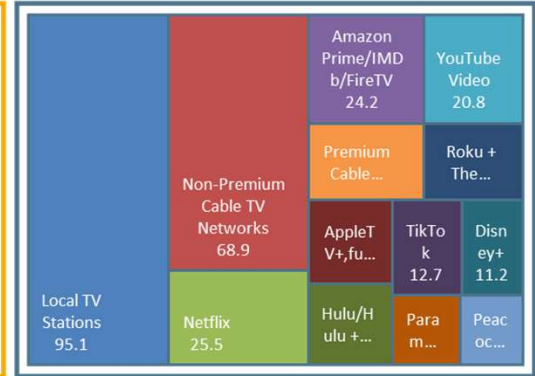 Local TV
Stations
95.1
Non-Premium
Cable TV
Networks
68.9
Netflix
25.5
Amazon
Prime/IMD
b/FireTV
24.2
YouTube
Video
20.8
Premium
Cable...
Roku +
The...
AppleT
V+,fu...
TikTo
k
12.7
Disn
ey+
11.2
Hulu/H
ulu +...
Para
m...
Peac
oc...